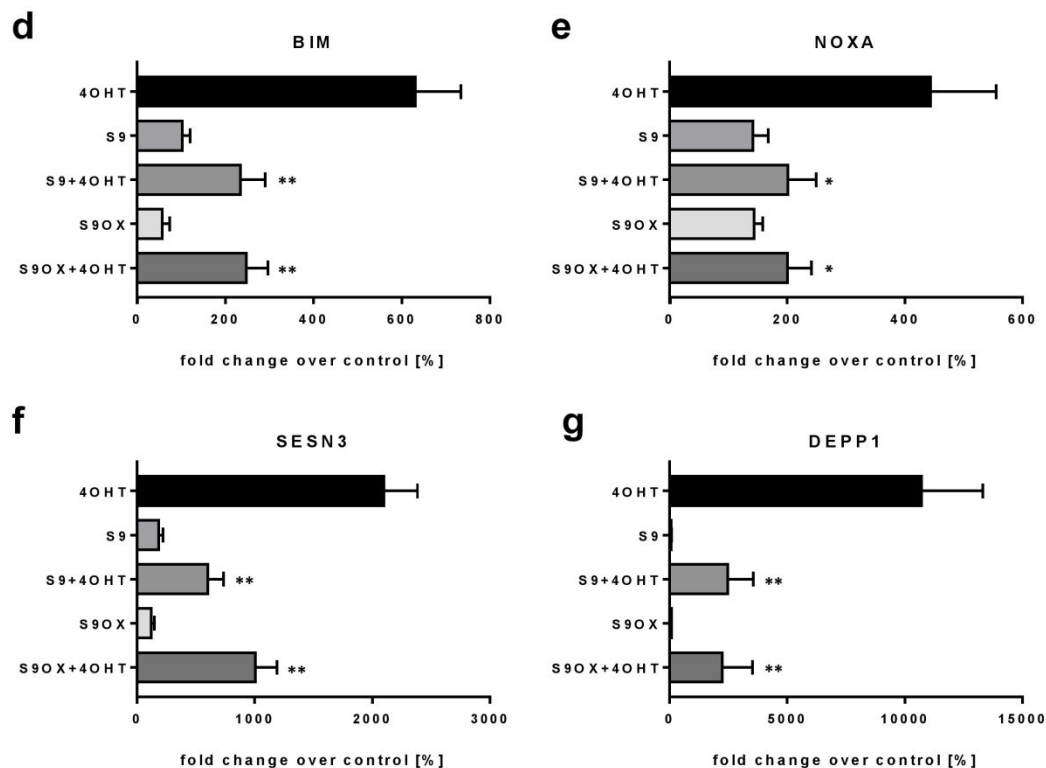 d
BIM
4OHT
S9
S9+4OHT
S9OX
S9OX+4OHT
**
**
0 200 400 600 800
fold change over control [%]
e
NOXA
4OHT
S9
S9+4OHT
S9OX
S9OX+4OHT
*
*
0 200 400 600
fold change over control [%]
f
SESN3
4OHT
S9
S9+4OHT
S9OX
S9OX+4OHT
**
**
0 1000 2000 3000
fold change over control [%]
g
DEPP1
4OHT
S9
S9+4OHT
S9OX
S9OX+4OHT
**
**
0 5000 10000 15000
fold change over control [%]